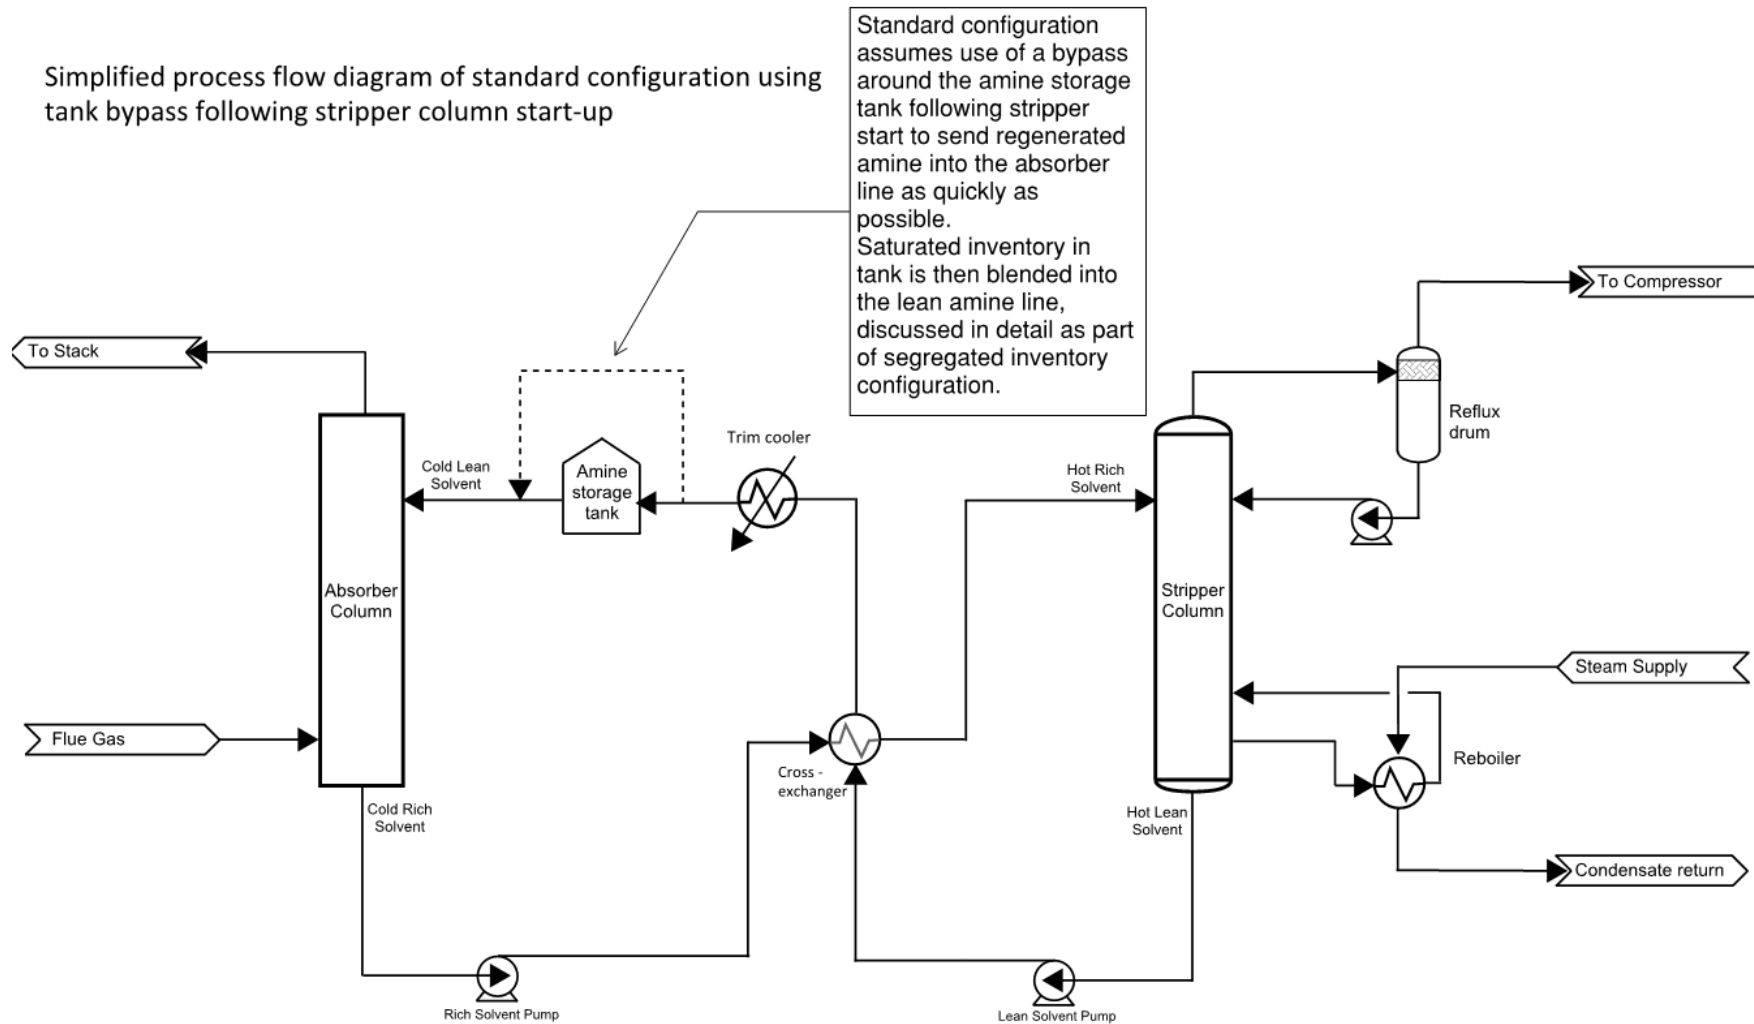 Simplified process flow diagram of standard configuration using
tank bypass following stripper column start-up
Standard configuration
assumes use of a bypass
around the amine storage
tank following stripper
start to send regenerated
amine into the absorber
line as quickly as
possible.
Saturated inventory in
tank is then blended into
the lean amine line,
discussed in detail as part
of segregated inventory
configuration.
To Compressor
To Stack
Reflux
drum
Trim cooler
Cold Lean
Solvent
Amine
storage
tank
Hot Rich
Solvent
Absorber
Column
Stripper
Column
Steam Supply
Flue Gas
Reboiler
Cross -
exchanger
Cold Rich
Solvent
Hot Lean
Solvent
Condensate return
Rich Solvent Pump
Lean Solvent Pump